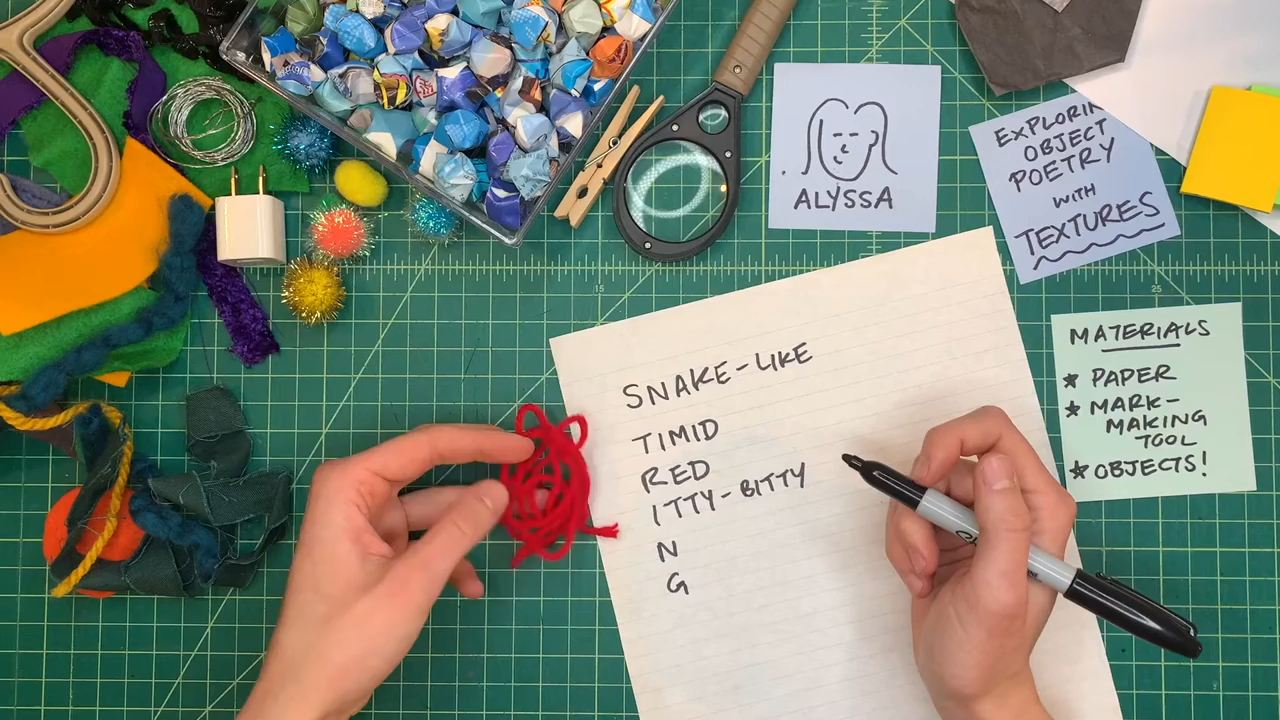 ALYSSA
EXPLORIN
OBJECT
POETRY
WITH
TEXTURES
SNAKE-LIKE
TIMID
RED
ITTY-BITTY
N
G
MATERIALS
* PAPER
* MARK-
MAKING
TOOL
* OBJECTS!
15
25